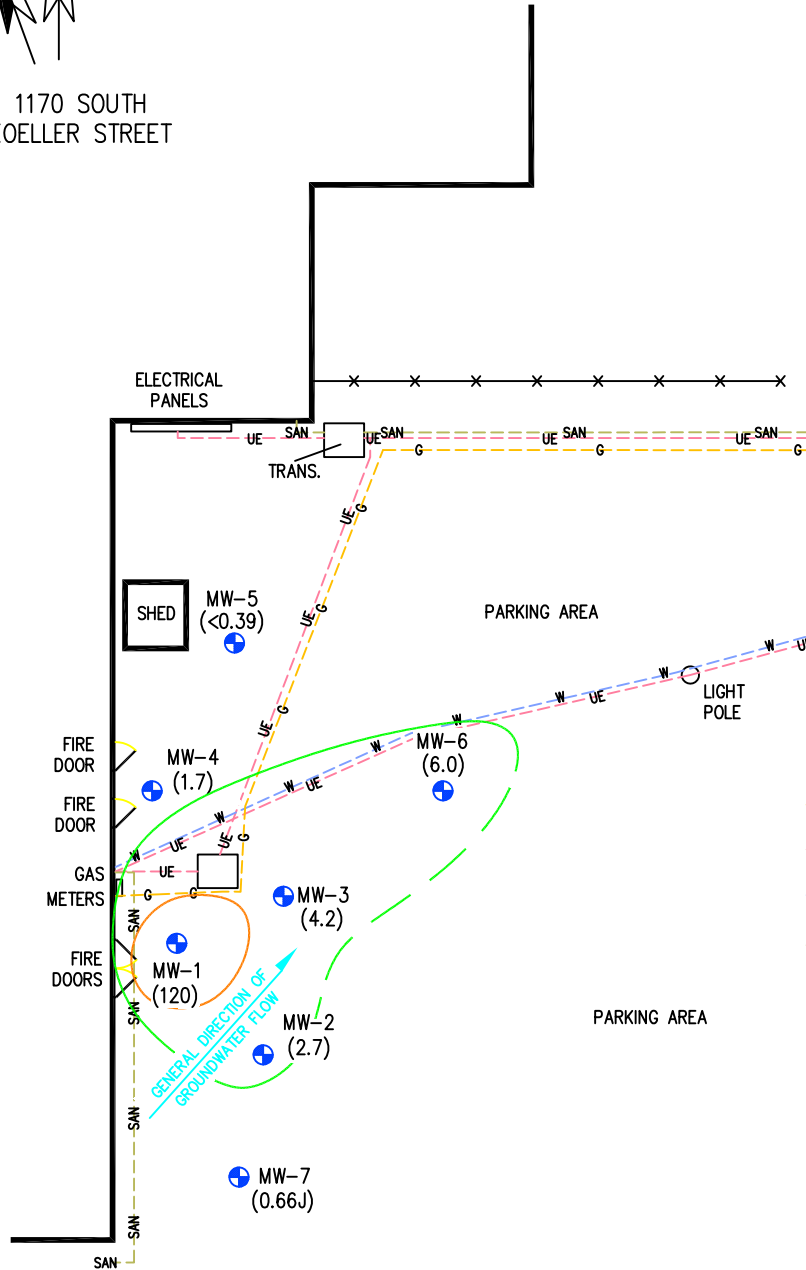 1170 SOUTH
OELLER STREET
ELECTRICAL
PANELS
UE
SAN
UE
SAN
UE
SAN
UE
SAN
G
G
G
TRANS.
UE
G
SHED
MW-5
(<0.39)
UE
G
PARKING AREA
W
U
W
W
UE
LIGHT
POLE
UE
G
W
W
FIRE
DOOR
MW-4
(1.7)
MW-6
(6.0)
W
UE
FIRE
DOOR
W
UE
UE
G
W
GAS
METERS
UE
G
G
MW-3
(4.2)
SAN
FIRE
DOORS
MW-1
(120)
SAN
GENERAL DIRECTION OF
GROUNDWATER FLOW
MW-2
(2.7)
PARKING AREA
SAN
MW-7
(0.66J)
SAN
SAN